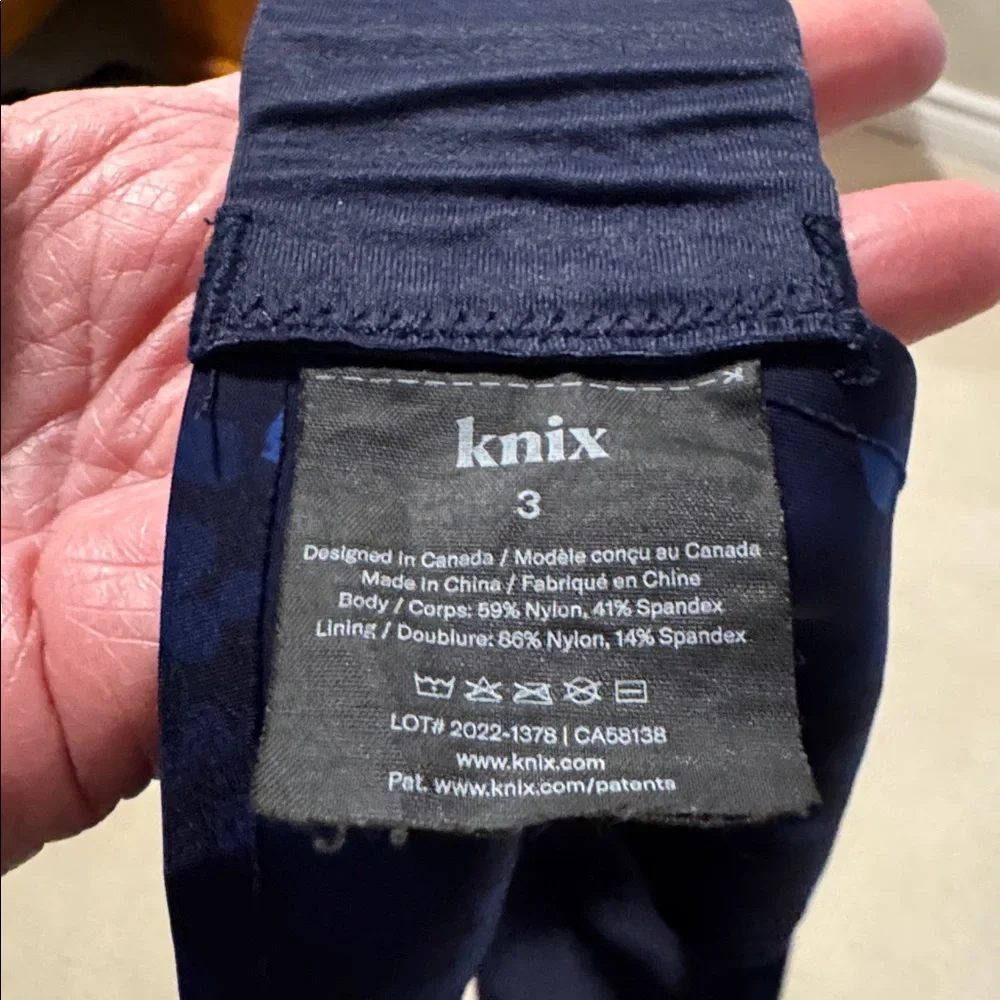 knix
3
Designed in Canada / Modèle conçu au Canada
Made in China / Fabriqué en Chine
Body / Corps: 59% Nylon, 41% Spandex
Lining / Doublure: 86% Nylon, 14% Spandex
LOT# 2022-1378 | CA58138
www.knix.com
Pat. www.knix.com/patents